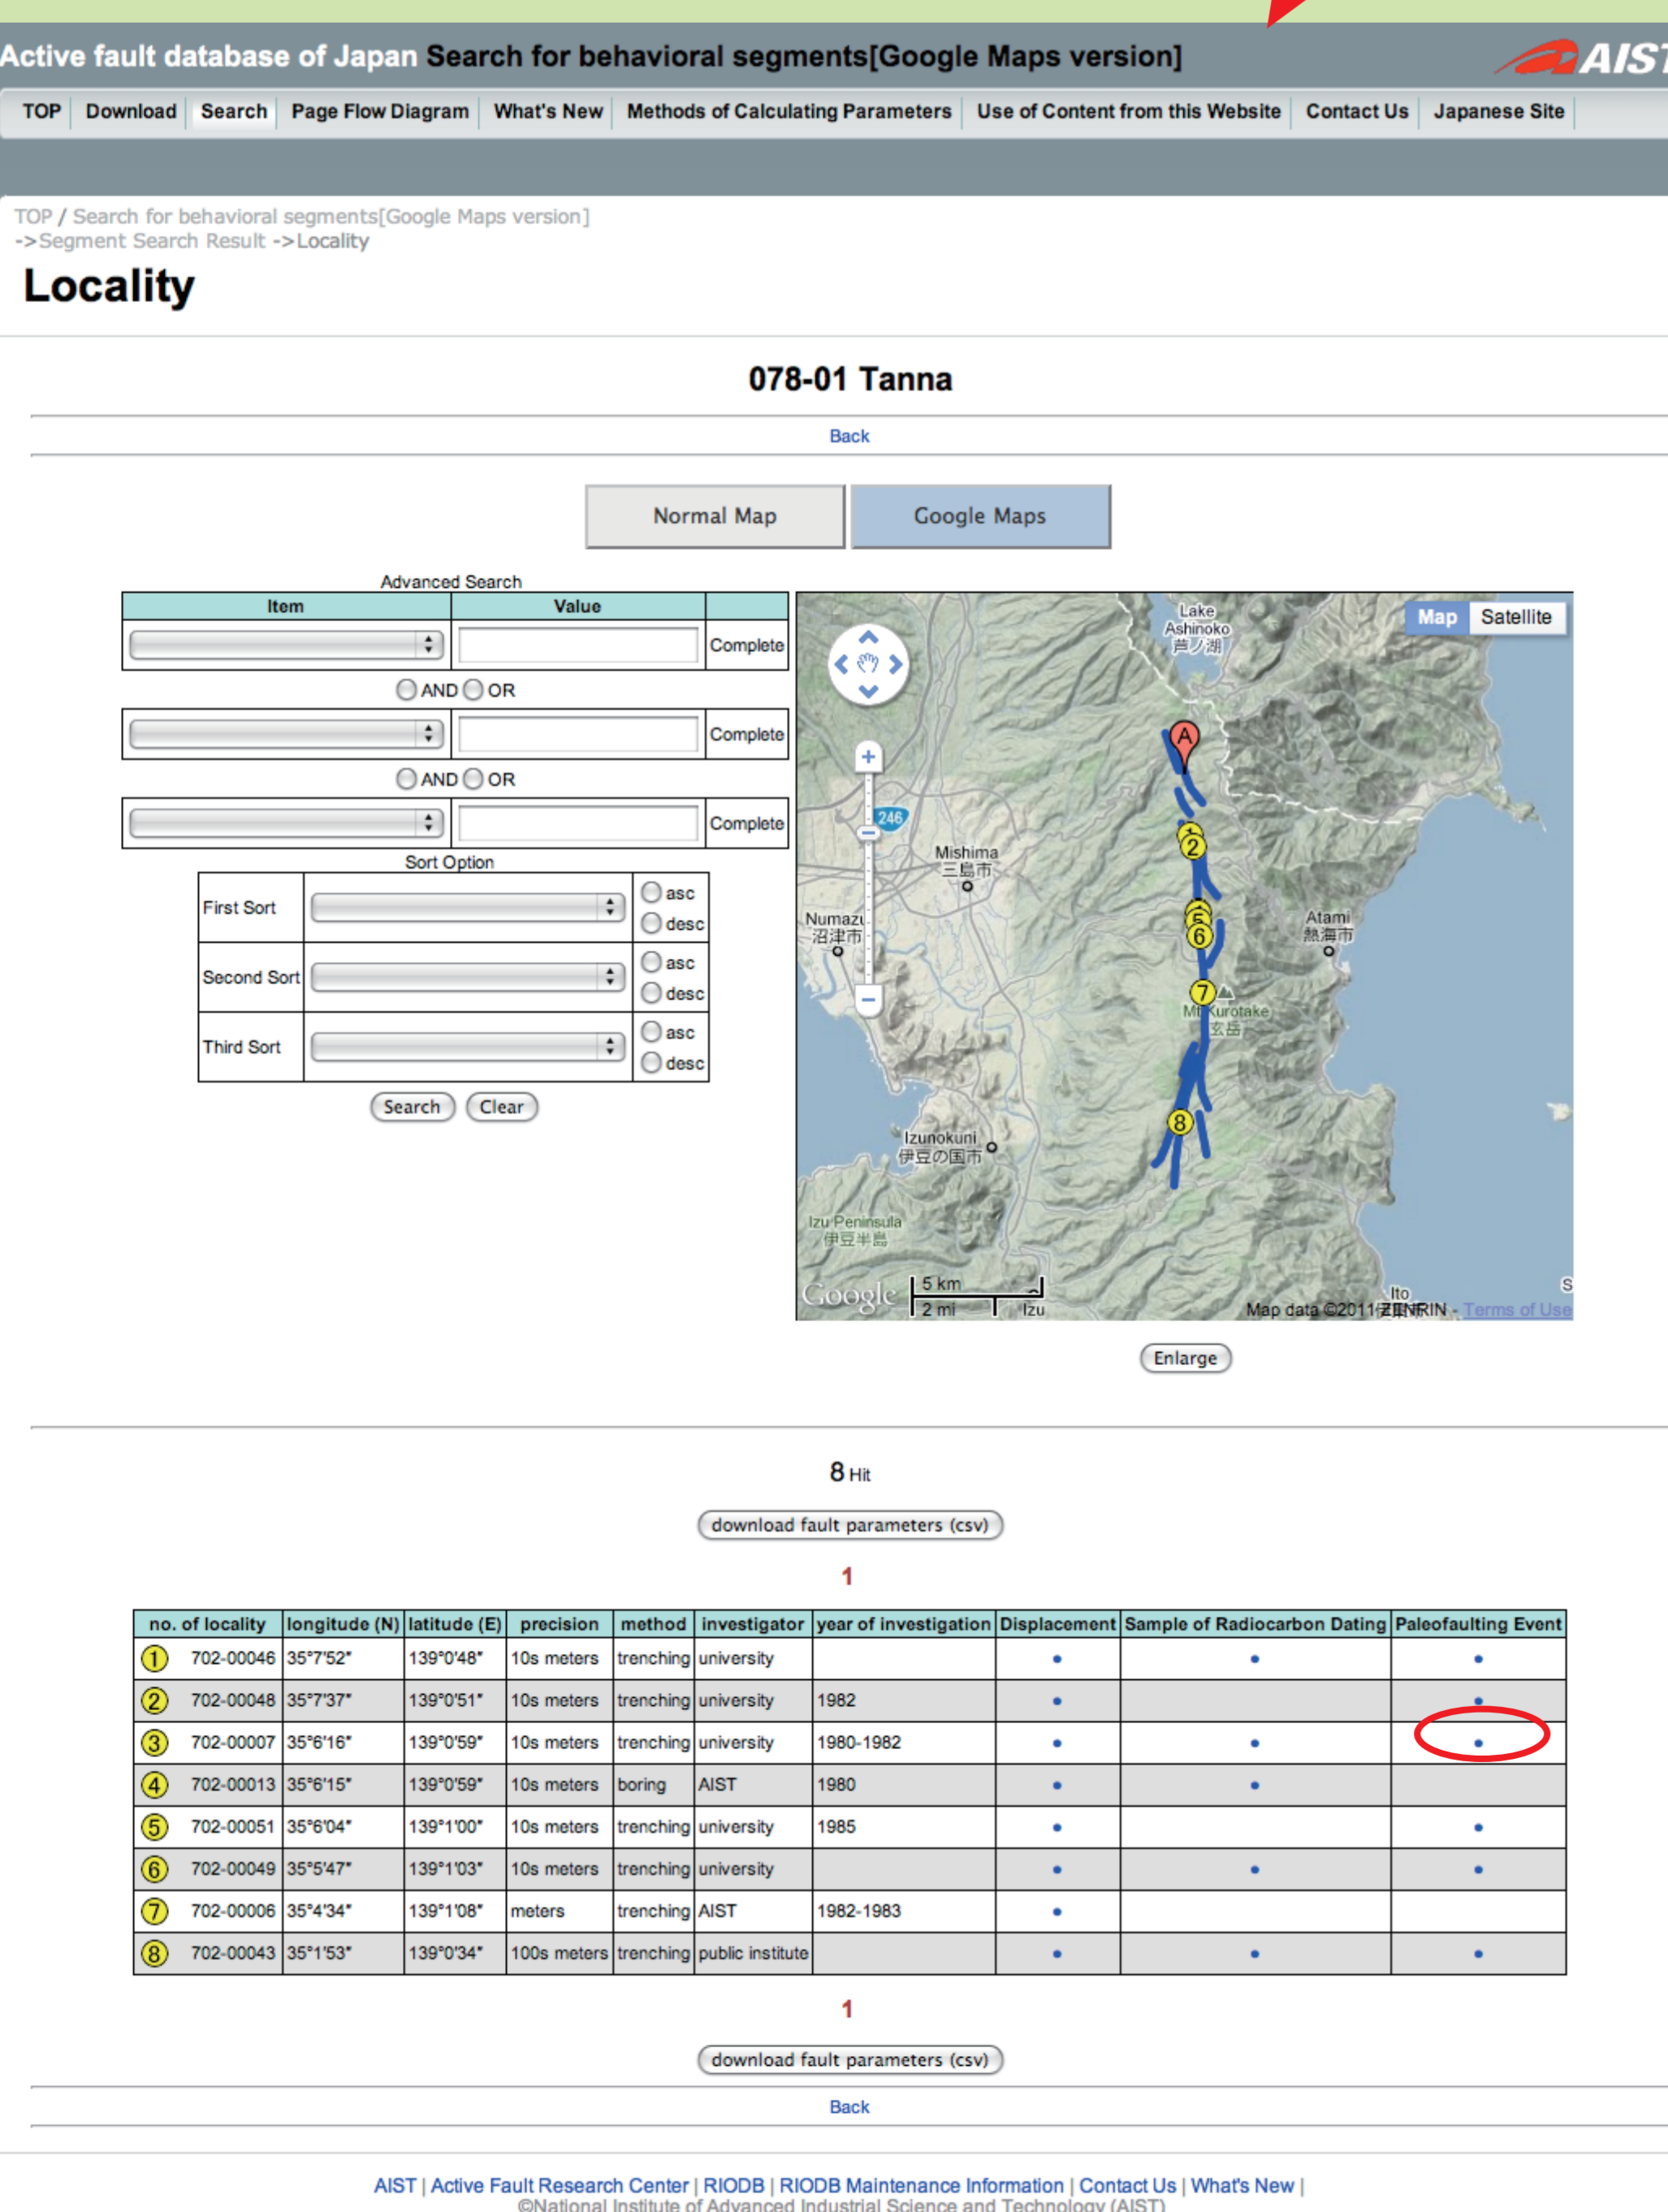 Active fault database of Japan Search for behavioral segments[Google Maps version]
AIST
TOP Download Search Page Flow Diagram What's New Methods of Calculating Parameters Use of Content from this Website Contact Us Japanese Site
TOP / Search for behavioral segments[Google Maps version]
->Segment Search Result ->Locality
Locality
078-01 Tanna
Back
Normal Map Google Maps
Advanced Search
Item Value
Complete
AND OR
Complete
AND OR
Complete
Sort Option
First Sort asc desc
Second Sort asc desc
Third Sort asc desc
Search Clear
Lake
Ashinoko
芦ノ湖
Map Satellite
A
246
Mishima
三島市
2
Numazu
沼津市
5
6
Atami
熱海市
7
Mt Kurotake
玄岳
8
Izunokuni
伊豆の国市
Izu Peninsula
伊豆半島
Google
5 km
2 mi
Izu
Ito
S
Map data ©2011 ZENRIN - Terms of Use
Enlarge
8 Hit
download fault parameters (csv)
1
no. of locality longitude (N) latitude (E) precision method investigator year of investigation Displacement Sample of Radiocarbon Dating Paleofaulting Event
1 702-00046 35°7'52" 139°0'48" 10s meters trenching university • • •
2 702-00048 35°7'37" 139°0'51" 10s meters trenching university 1982 • •
3 702-00007 35°6'16" 139°0'59" 10s meters trenching university 1980-1982 • • •
4 702-00013 35°6'15" 139°0'59" 10s meters boring AIST 1980 • •
5 702-00051 35°6'04" 139°1'00" 10s meters trenching university 1985 • •
6 702-00049 35°5'47" 139°1'03" 10s meters trenching university • • •
7 702-00006 35°4'34" 139°1'08" meters trenching AIST 1982-1983 •
8 702-00043 35°1'53" 139°0'34" 100s meters trenching public institute • • •
1
download fault parameters (csv)
Back
AIST | Active Fault Research Center | RIODB | RIODB Maintenance Information | Contact Us | What's New |
©National Institute of Advanced Industrial Science and Technology (AIST)